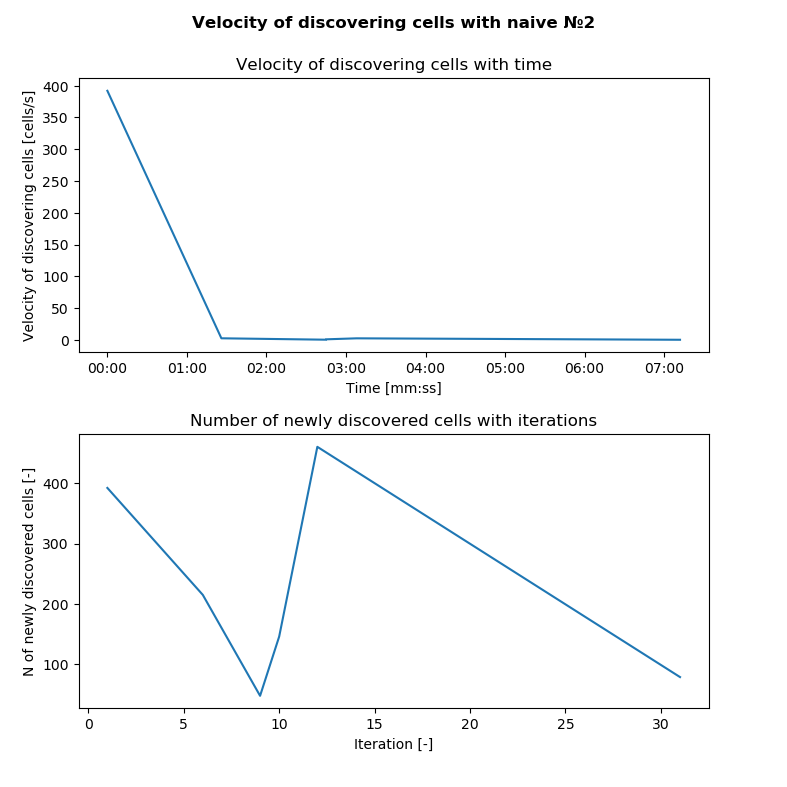 Velocity of discovering cells with naive №2
Velocity of discovering cells with time
Velocity of discovering cells [cells/s]
400
350
300
250
200
150
100
50
0
00:00 01:00 02:00 03:00 04:00 05:00 06:00 07:00
Time [mm:ss]
Number of newly discovered cells with iterations
N of newly discovered cells [-]
400
300
200
100
0 5 10 15 20 25 30
Iteration [-]